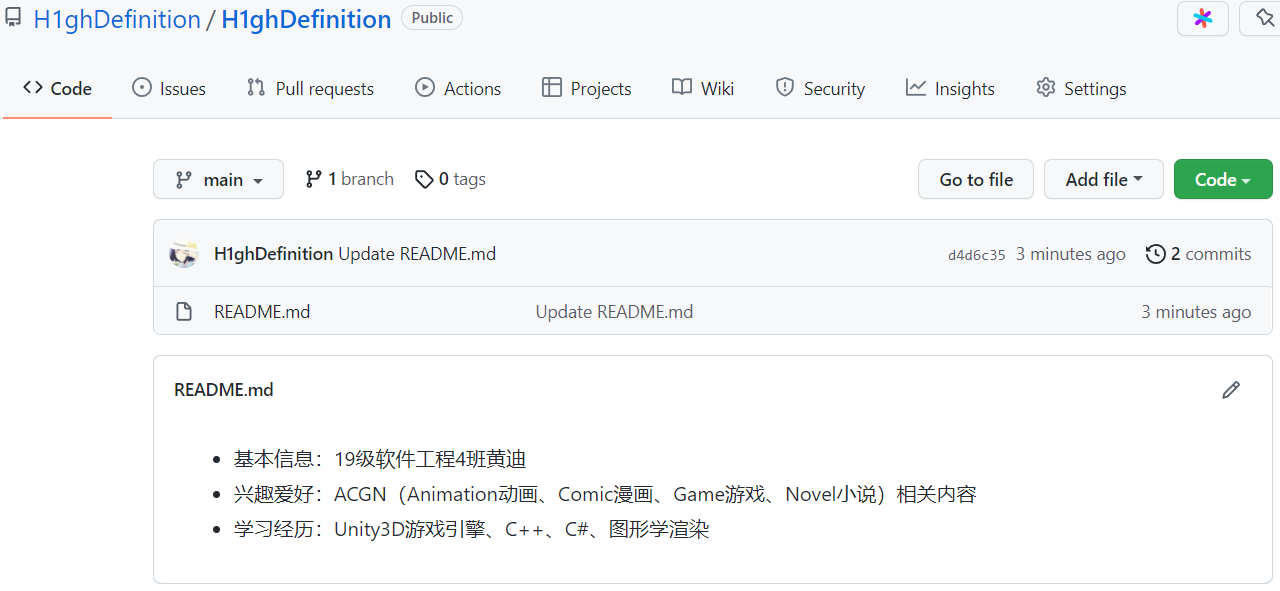 H1ghDefinition / H1ghDefinition Public
Code Issues Pull requests Actions Projects Wiki Security Insights Settings
main 1 branch 0 tags Go to file Add file Code
H1ghDefinition Update README.md d4d6c35 3 minutes ago 2 commits
README.md Update README.md 3 minutes ago
README.md
基本信息：19级软件工程4班黄迪
兴趣爱好：ACGN（Animation动画、Comic漫画、Game游戏、Novel小说）相关内容
学习经历：Unity3D游戏引擎、C++、C#、图形学渲染